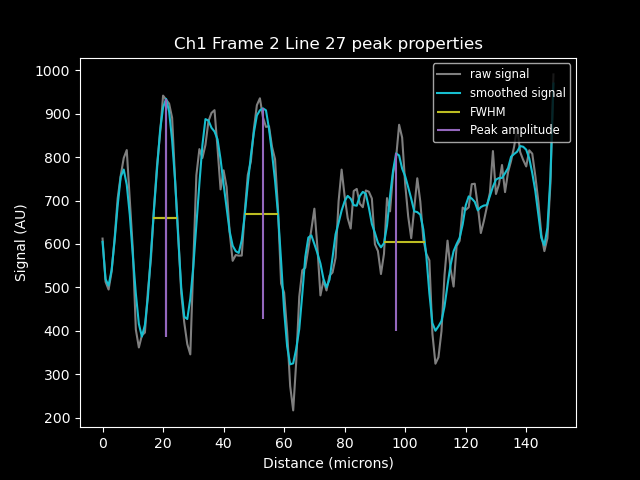 Ch1 Frame 2 Line 27 peak properties
raw signal
smoothed signal
FWHM
Peak amplitude
Signal (AU)
1000
900
800
700
600
500
400
300
200
0 20 40 60 80 100 120 140
Distance (microns)